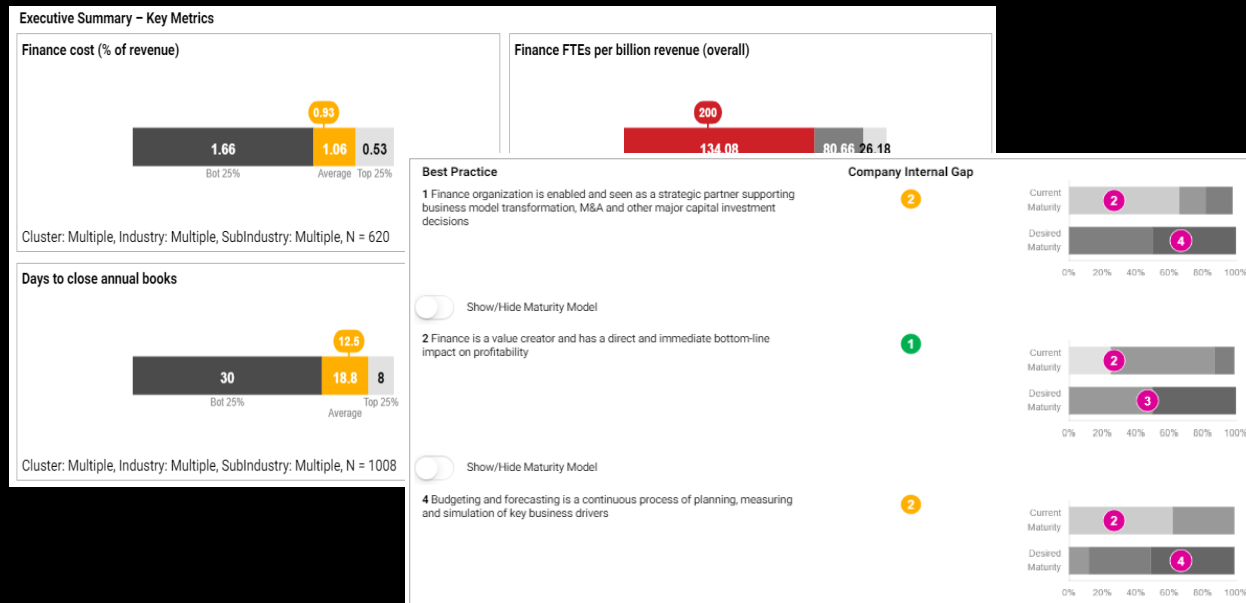 Executive Summary – Key Metrics
Finance cost (% of revenue)
0.93
1.66
1.06
0.53
Bot 25%
Average
Top 25%
Cluster: Multiple, Industry: Multiple, SubIndustry: Multiple, N = 620
Finance FTEs per billion revenue (overall)
200
134.08
80.66
26.18
Days to close annual books
12.5
30
18.8
8
Bot 25%
Average
Top 25%
Cluster: Multiple, Industry: Multiple, SubIndustry: Multiple, N = 1008
Best Practice
Company Internal Gap
1 Finance organization is enabled and seen as a strategic partner supporting
business model transformation, M&A and other major capital investment
decisions
2
Current
Maturity
2
Desired
Maturity
4
0% 20% 40% 60% 80% 100%
Show/Hide Maturity Model
2 Finance is a value creator and has a direct and immediate bottom-line
impact on profitability
1
Current
Maturity
2
Desired
Maturity
3
0% 20% 40% 60% 80% 100%
Show/Hide Maturity Model
4 Budgeting and forecasting is a continuous process of planning, measuring
and simulation of key business drivers
2
Current
Maturity
2
Desired
Maturity
4
0% 20% 40% 60% 80% 100%